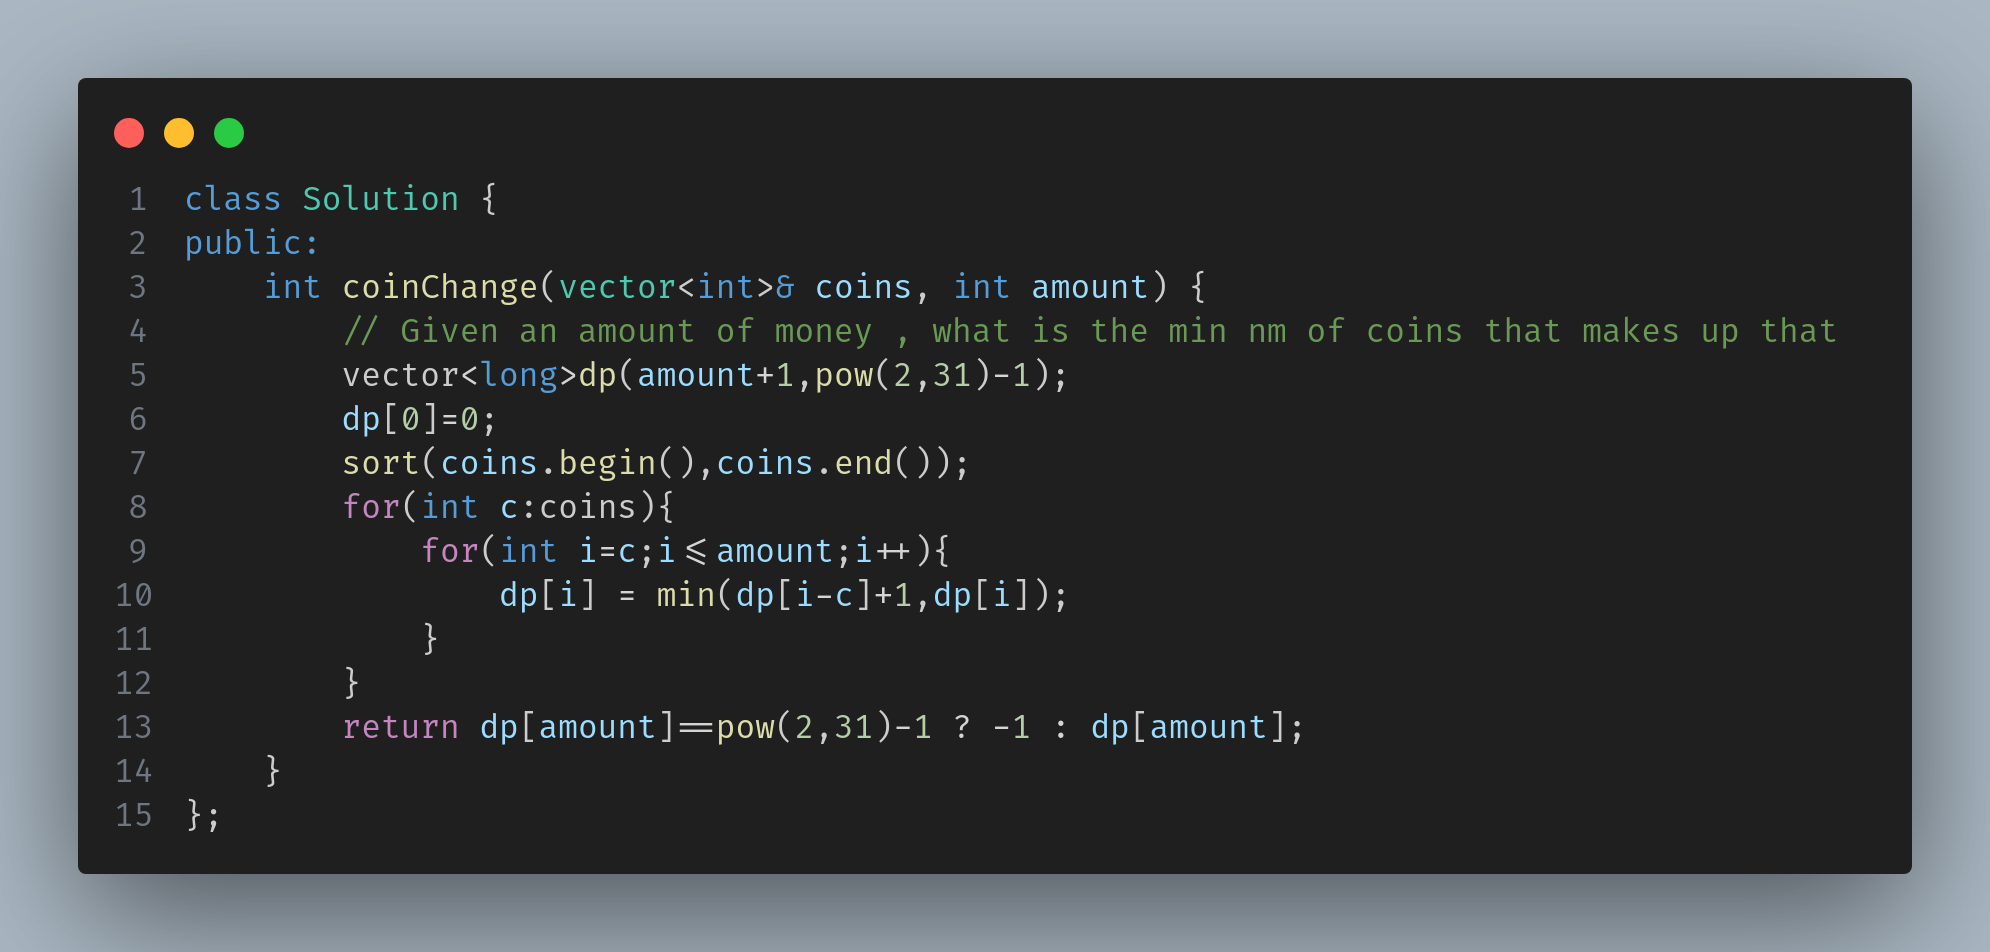 1 class Solution {
2 public:
3     int coinChange(vector<int>& coins, int amount) {
4         // Given an amount of money , what is the min nm of coins that makes up that
5         vector<long>dp(amount+1,pow(2,31)-1);
6         dp[0]=0;
7         sort(coins.begin(),coins.end());
8         for(int c:coins){
9             for(int i=c;i<=amount;i++){
10                 dp[i] = min(dp[i-c]+1,dp[i]);
11             }
12         }
13         return dp[amount]==pow(2,31)-1 ? -1 : dp[amount];
14     }
15 };